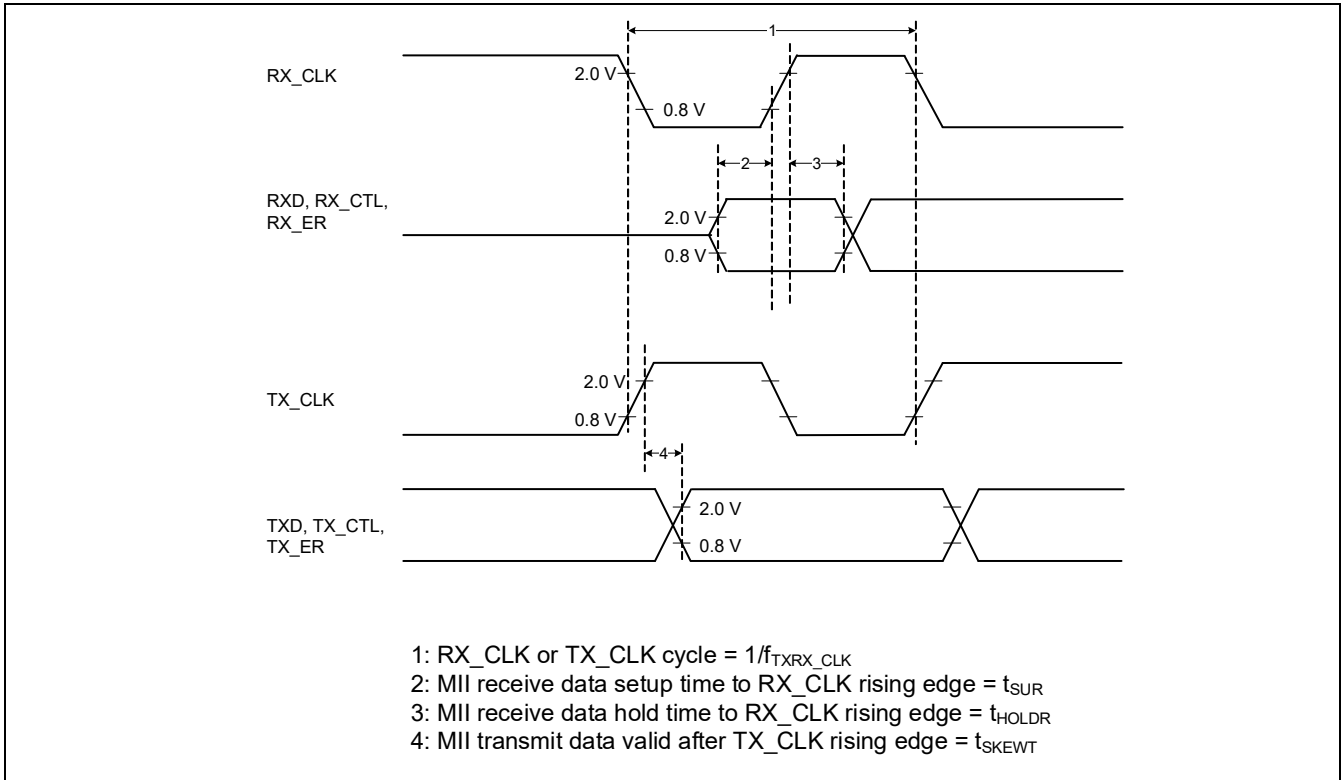 1
RX_CLK
2.0 V
0.8 V
2
3
RXD, RX_CTL,
RX_ER
2.0 V
0.8 V
TX_CLK
2.0 V
0.8 V
4
TXD, TX_CTL,
TX_ER
2.0 V
0.8 V
1: RX_CLK or TX_CLK cycle = 1/fTXRX_CLK
2: MII receive data setup time to RX_CLK rising edge = tSUR
3: MII receive data hold time to RX_CLK rising edge = tHOLDR
4: MII transmit data valid after TX_CLK rising edge = tSKEWT